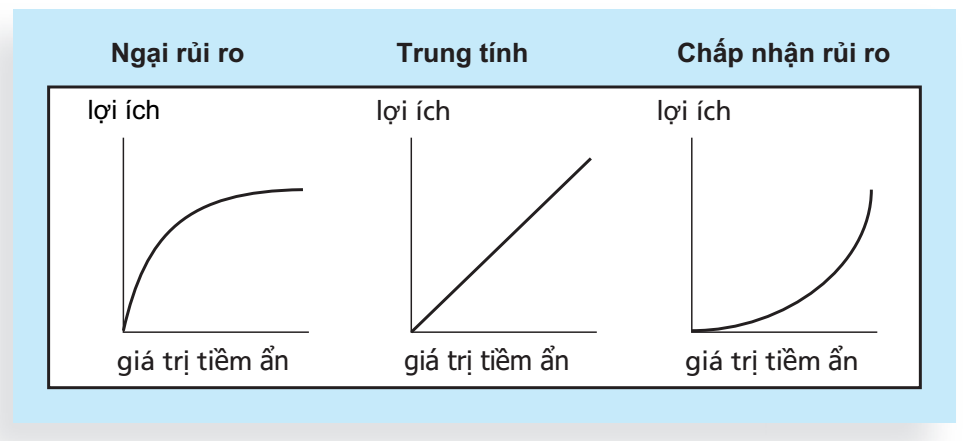 Ngại rủi ro
Trung tính
Chấp nhận rủi ro
lợi ích
lợi ích
lợi ích
giá trị tiềm ẩn
giá trị tiềm ẩn
giá trị tiềm ẩn